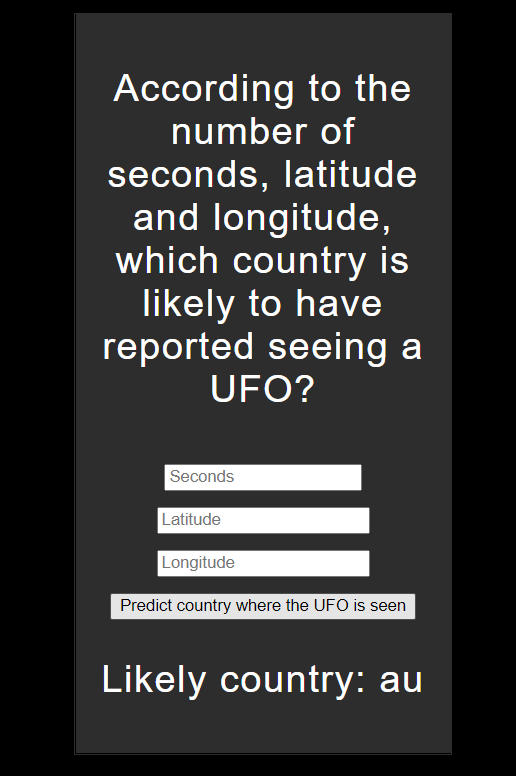 According to the
number of
seconds, latitude
and longitude,
which country is
likely to have
reported seeing a
UFO?
Seconds
Latitude
Longitude
Predict country where the UFO is seen
Likely country: au